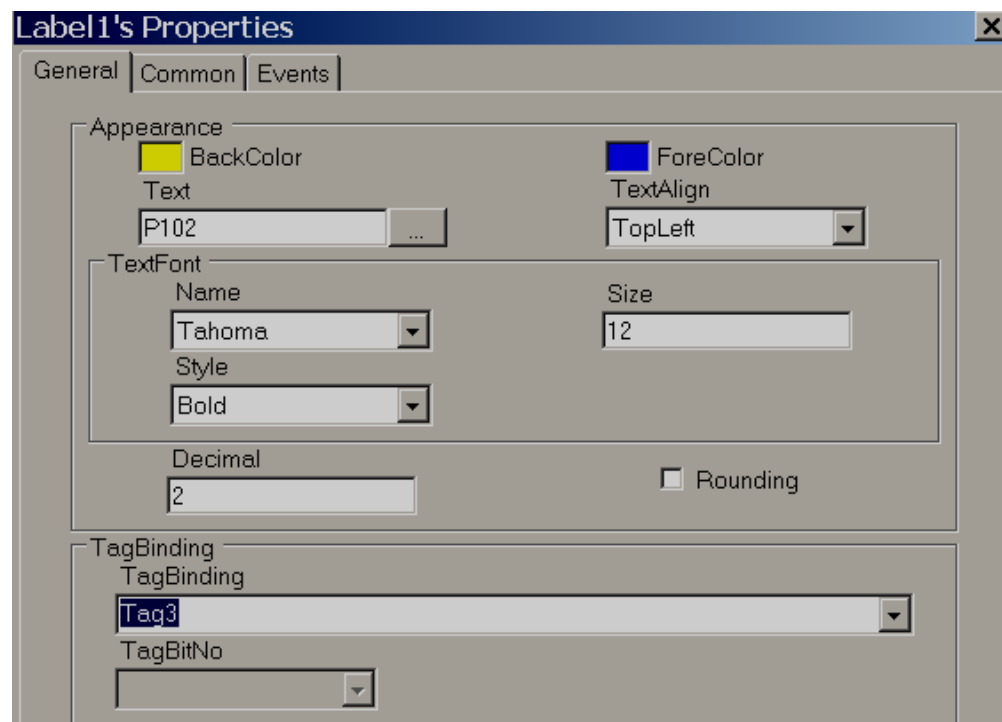 Label1's Properties
General Common Events
Appearance
BackColor ForeColor
Text TextAlign
P102 ... TopLeft
TextFont
Name Size
Tahoma 12
Style
Bold
Decimal
2 Rounding
TagBinding
TagBinding
Tag3
TagBitNo